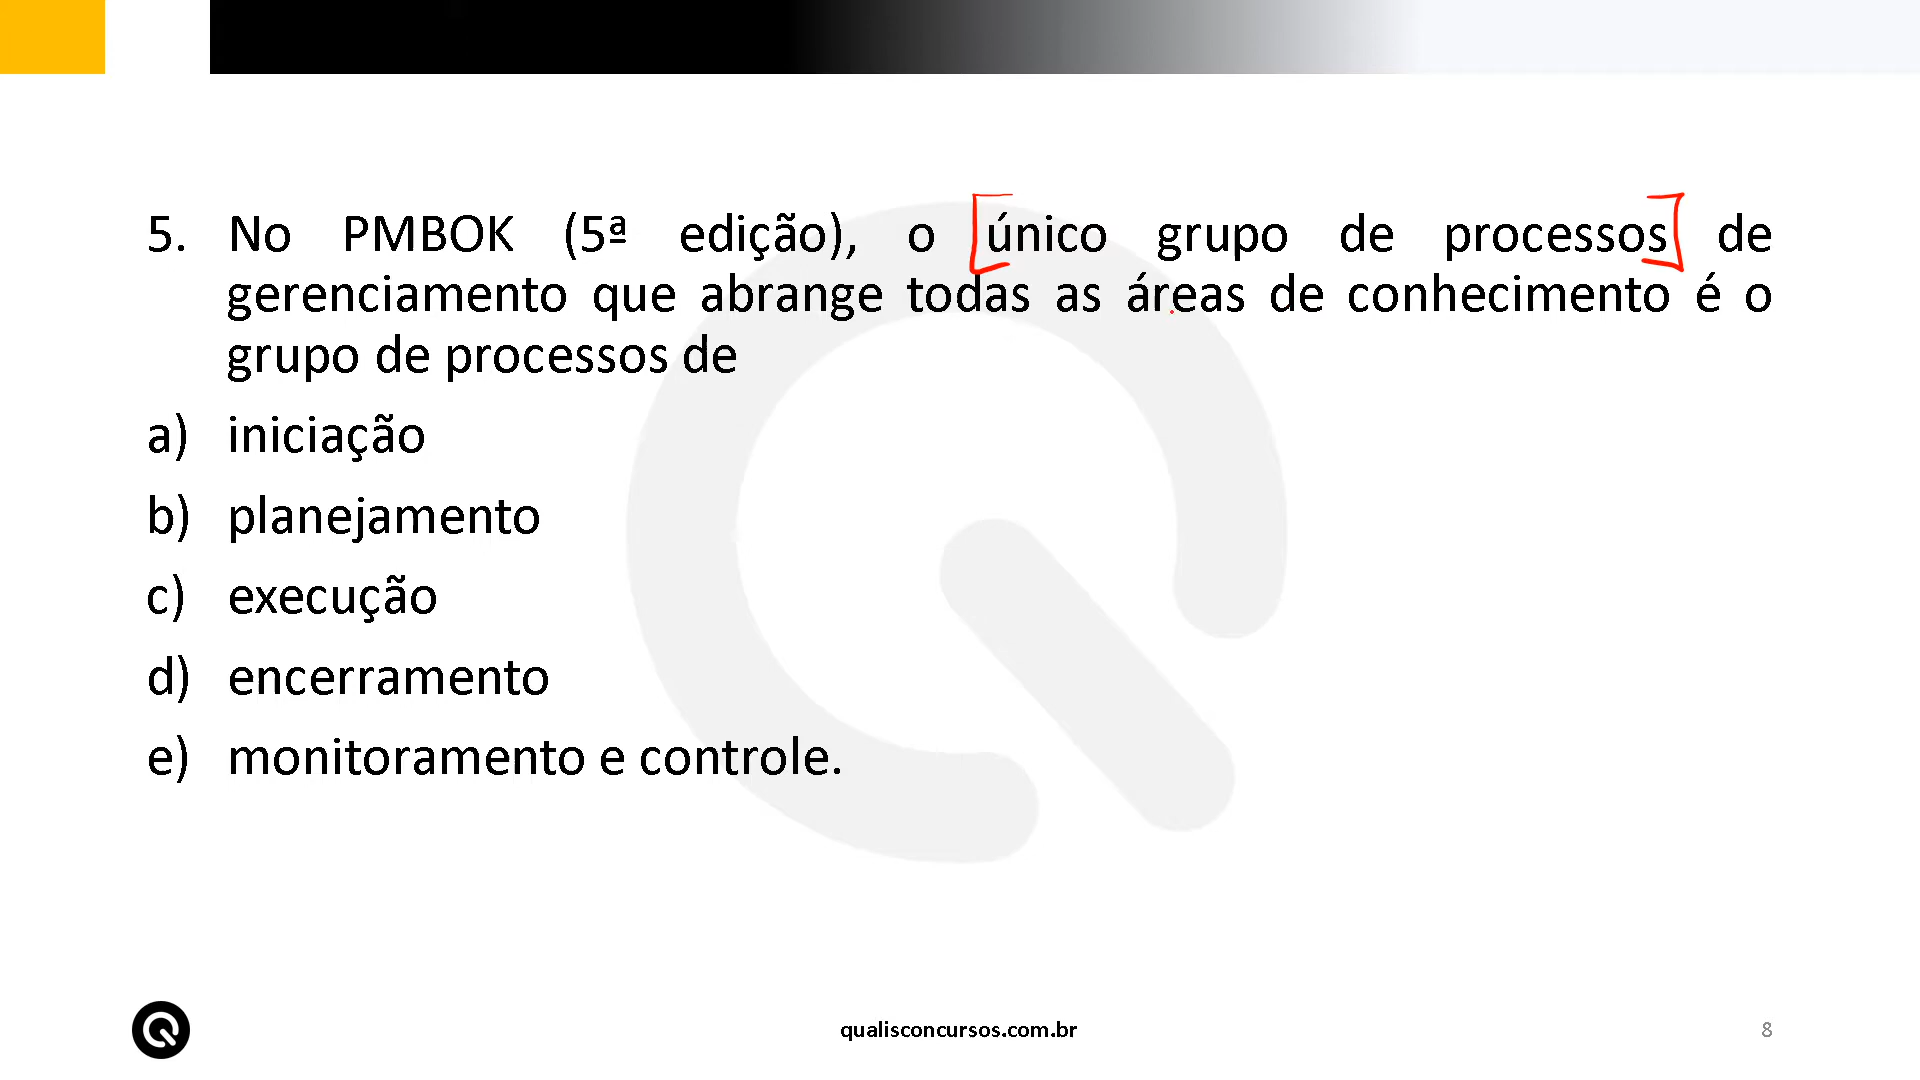 5. No PMBOK (5ª edição), o único grupo de processos de
gerenciamento que abrange todas as áreas de conhecimento é o
grupo de processos de
a) iniciação
b) planejamento
c) execução
d) encerramento
e) monitoramento e controle.
qualisconcursos.com.br
8